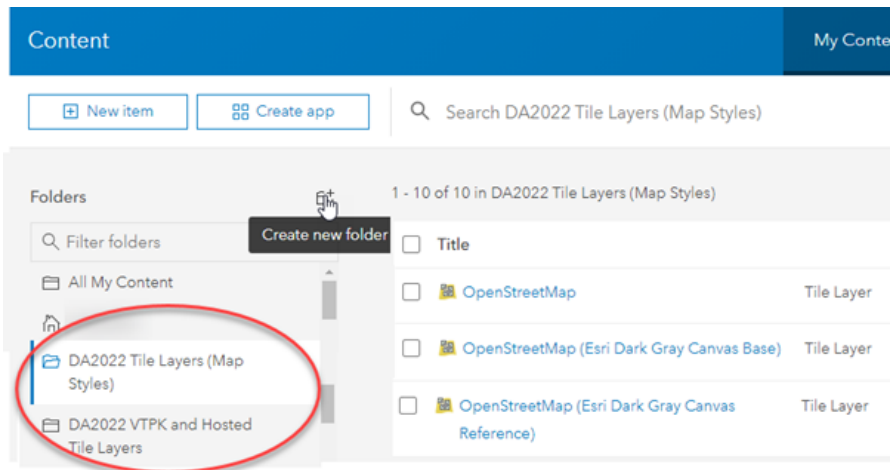 Content
My Conte
New item
Create app
Search DA2022 Tile Layers (Map Styles)
Folders
1 - 10 of 10 in DA2022 Tile Layers (Map Styles)
Create new folder
Filter folders
Title
All My Content
OpenStreetMap
Tile Layer
OpenStreetMap (Esri Dark Gray Canvas Base)
Tile Layer
DA2022 Tile Layers (Map
Styles)
OpenStreetMap (Esri Dark Gray Canvas
Reference)
Tile Layer
DA2022 VTPK and Hosted
Tile Layers